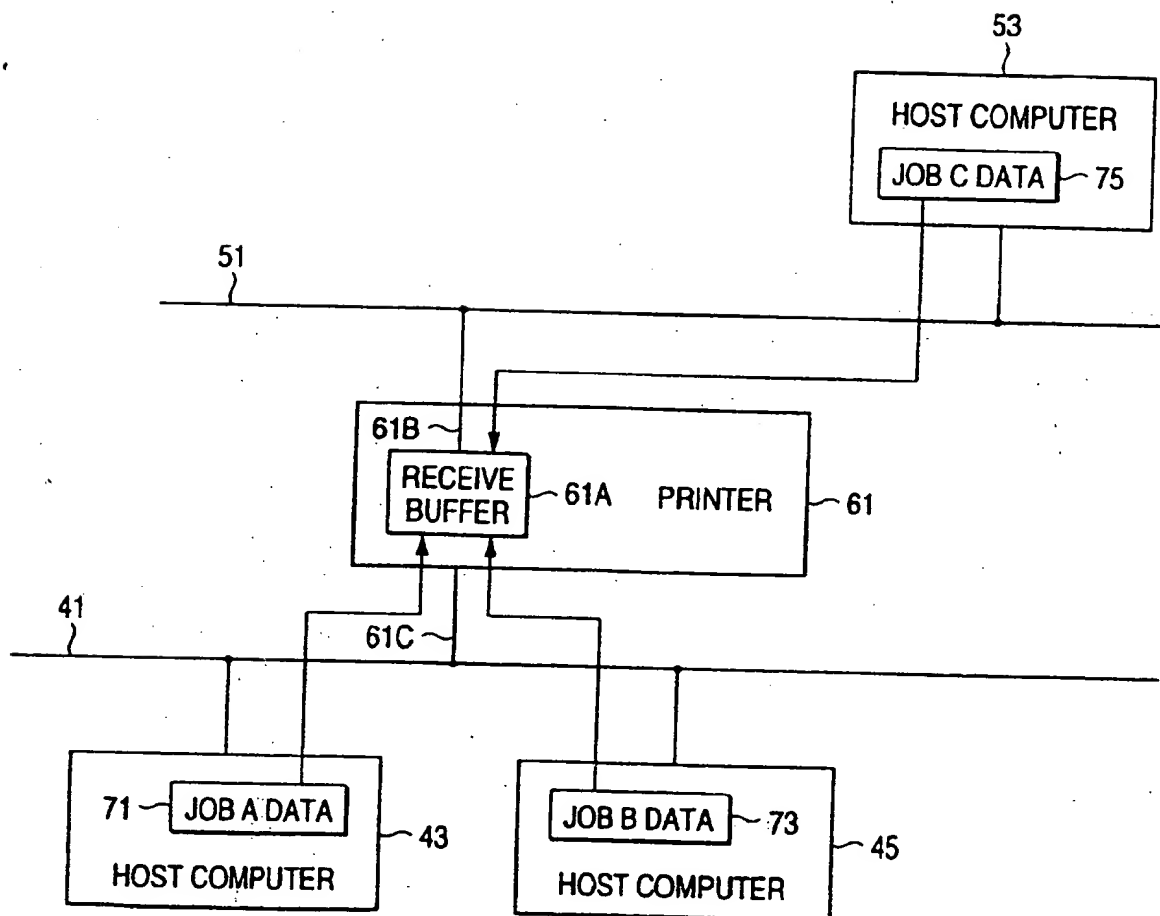 53
HOST COMPUTER
JOB C DATA
75
51
61B
RECEIVE
BUFFER
61A
PRINTER
61
41
61C
71
JOB A DATA
43
HOST COMPUTER
JOB B DATA
73
45
HOST COMPUTER